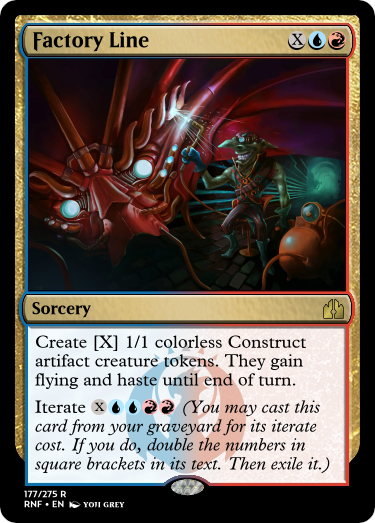 Factory Line X
Sorcery
Create [X] 1/1 colorless Construct
artifact creature tokens. They gain
flying and haste until end of turn.
Iterate X (You may cast this
card from your graveyard for its iterate
cost. If you do, double the numbers in
square brackets in its text. Then exile it.)
177/275 R
RNF • EN YOJI GREY